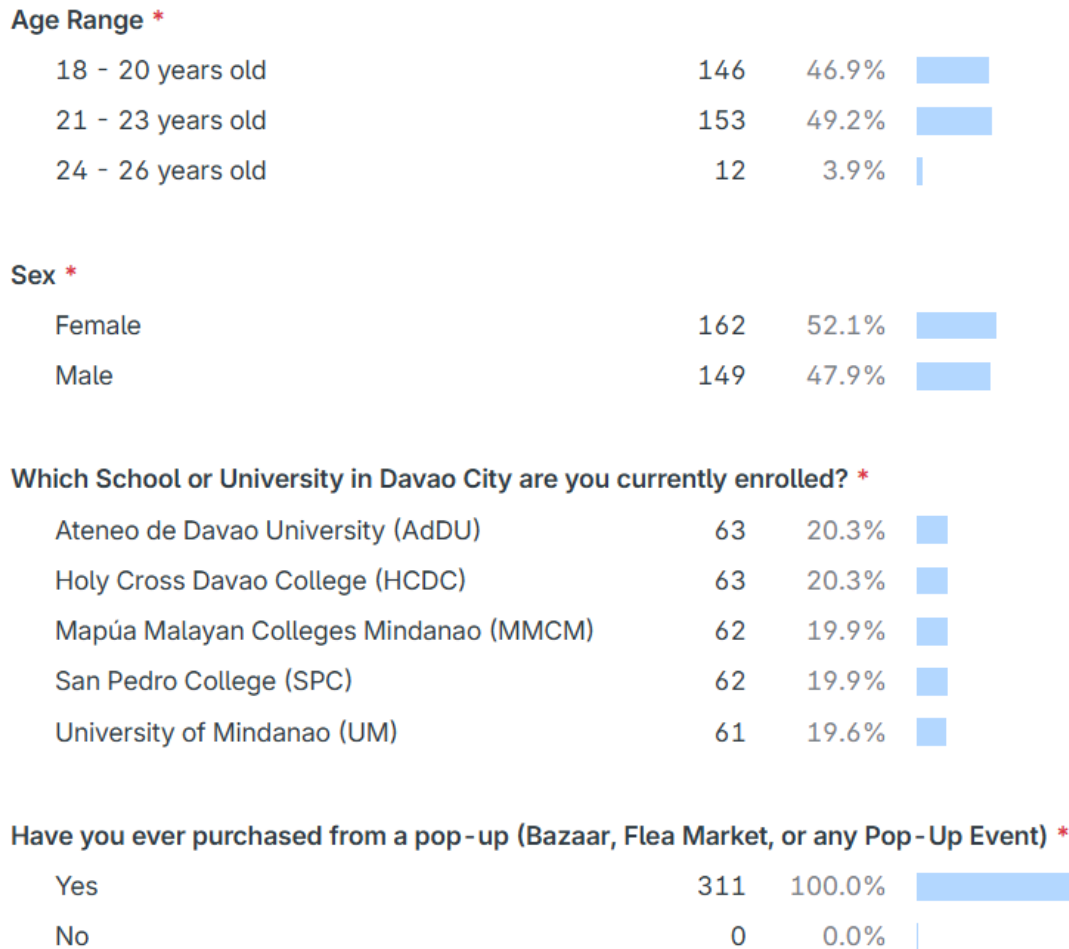 Age Range *
18 - 20 years old 146 46.9%
21 - 23 years old 153 49.2%
24 - 26 years old 12 3.9%
Sex *
Female 162 52.1%
Male 149 47.9%
Which School or University in Davao City are you currently enrolled? *
Ateneo de Davao University (AdDU) 63 20.3%
Holy Cross Davao College (HCDC) 63 20.3%
Mapúa Malayan Colleges Mindanao (MMCM) 62 19.9%
San Pedro College (SPC) 62 19.9%
University of Mindanao (UM) 61 19.6%
Have you ever purchased from a pop-up (Bazaar, Flea Market, or any Pop-Up Event) *
Yes 311 100.0%
No 0 0.0%